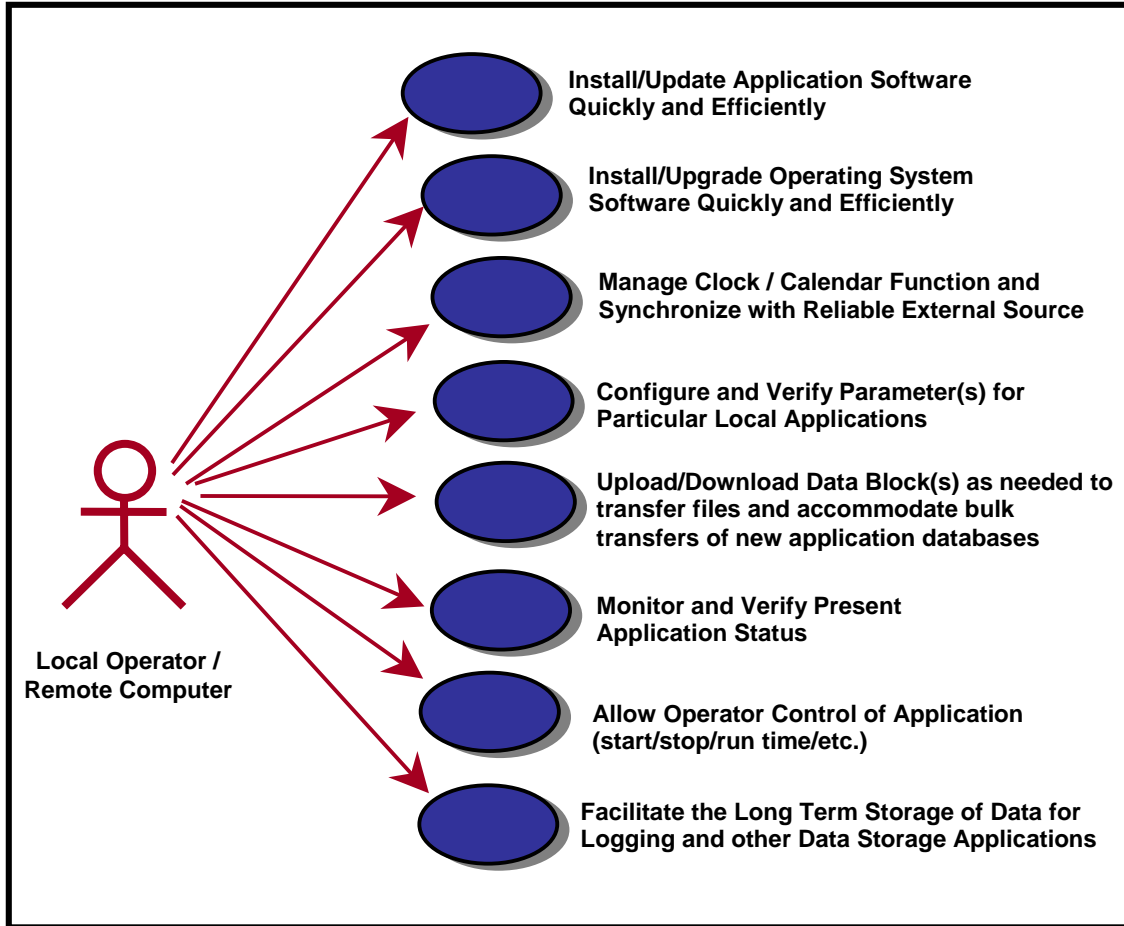 Install/Update Application Software
Quickly and Efficiently
Install/Upgrade Operating System
Software Quickly and Efficiently
Manage Clock / Calendar Function and
Synchronize with Reliable External Source
Configure and Verify Parameter(s) for
Particular Local Applications
Upload/Download Data Block(s) as needed to
transfer files and accommodate bulk
transfers of new application databases
Monitor and Verify Present
Application Status
Local Operator /
Remote Computer
Allow Operator Control of Application
(start/stop/run time/etc.)
Facilitate the Long Term Storage of Data for
Logging and other Data Storage Applications